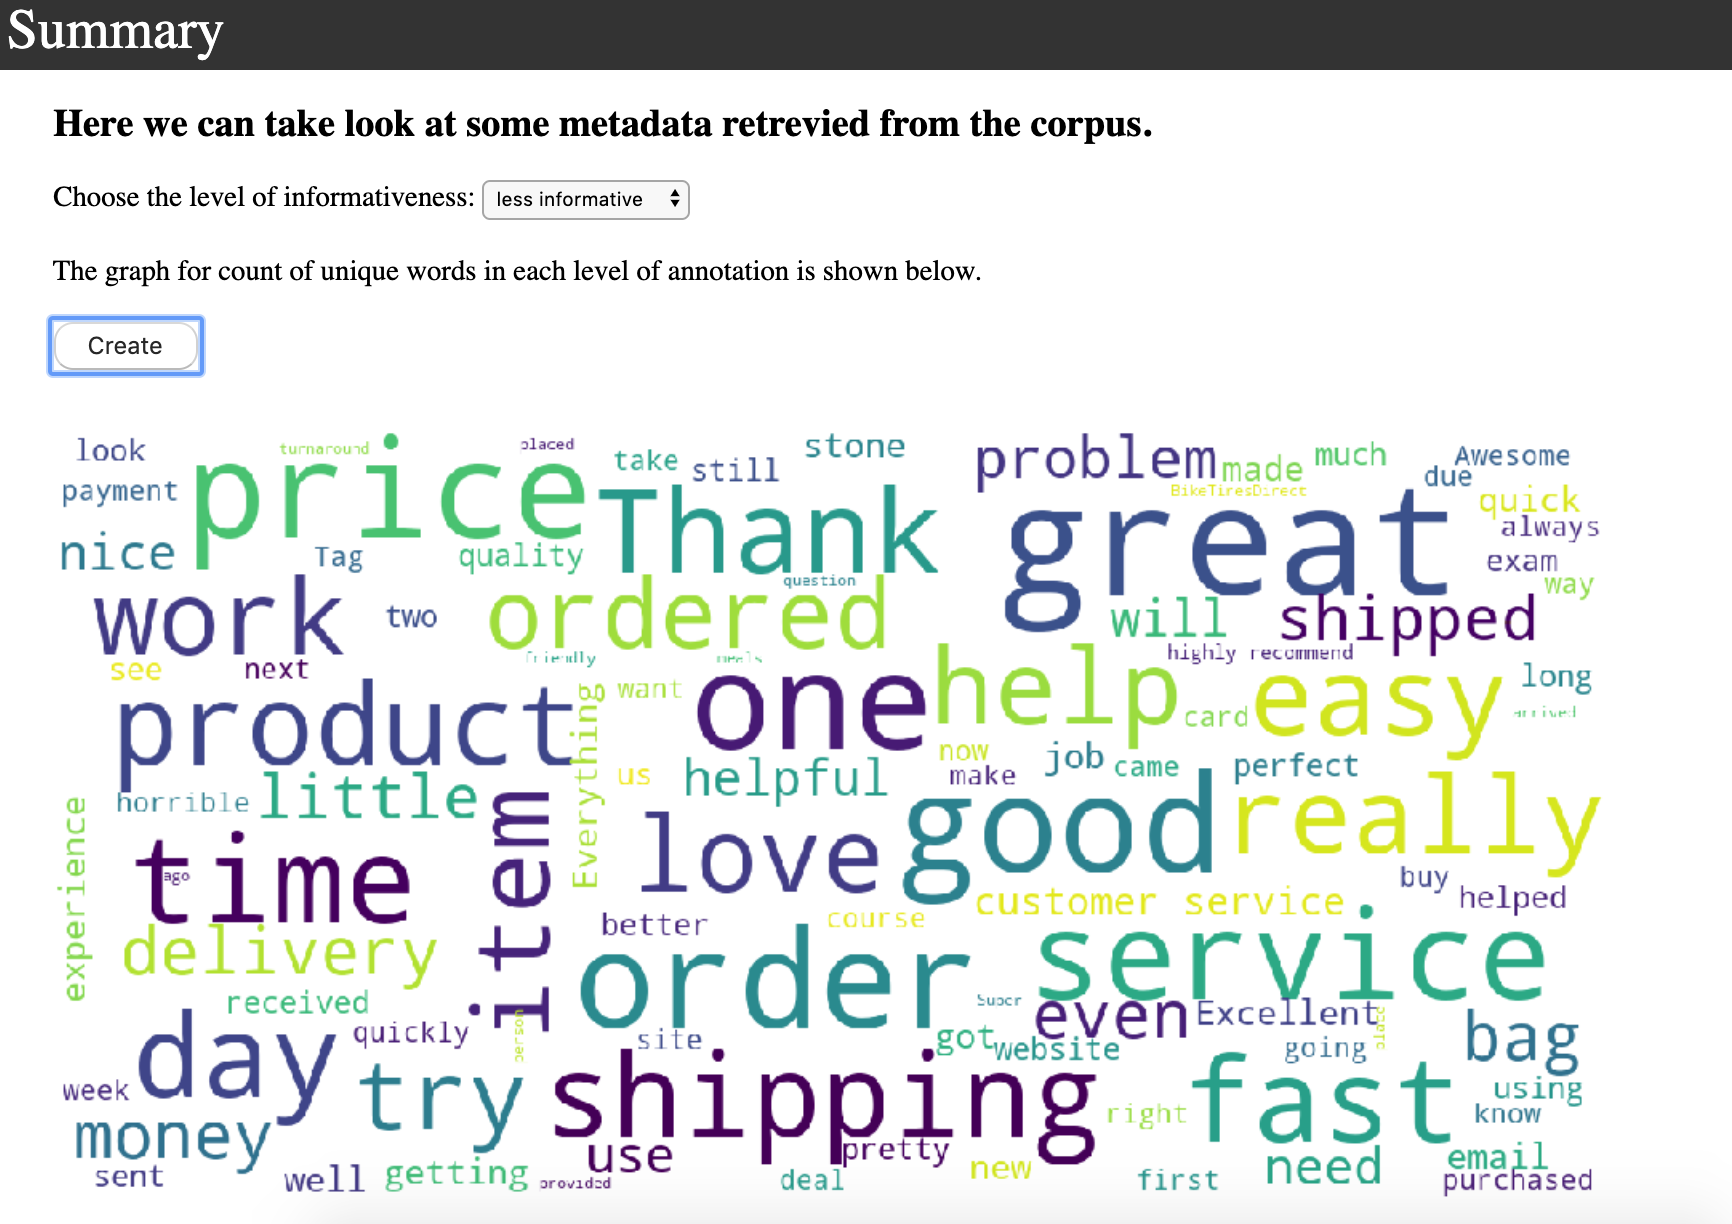 Summary
Here we can take look at some metadata retrevied from the corpus.
Choose the level of informativeness: less informative
The graph for count of unique words in each level of annotation is shown below.
Create
look
turnaround
price
placed
take
still
stone
problem
made
much
Awesome
due
payment
BikeTiresDirect
quick
always
nice
Tag
quality
Thank
great
exam
way
question
work
two
ordered
will
shipped
see
next
friendly
meals
highly recommend
want
one
help
card
easy
long
arrived
product
Everything
now
job
came
perfect
us
helpful
make
horrible
little
item
love
good
really
experience
time
ago
buy
helped
customer service
better
course
delivery
order
service
received
Super
even
Excellent
place
day
quickly
person
site
got
website
going
bag
week
try
shipping
right
fast
using
know
money
use
pretty
new
need
email
sent
well
getting
provided
deal
first
purchased